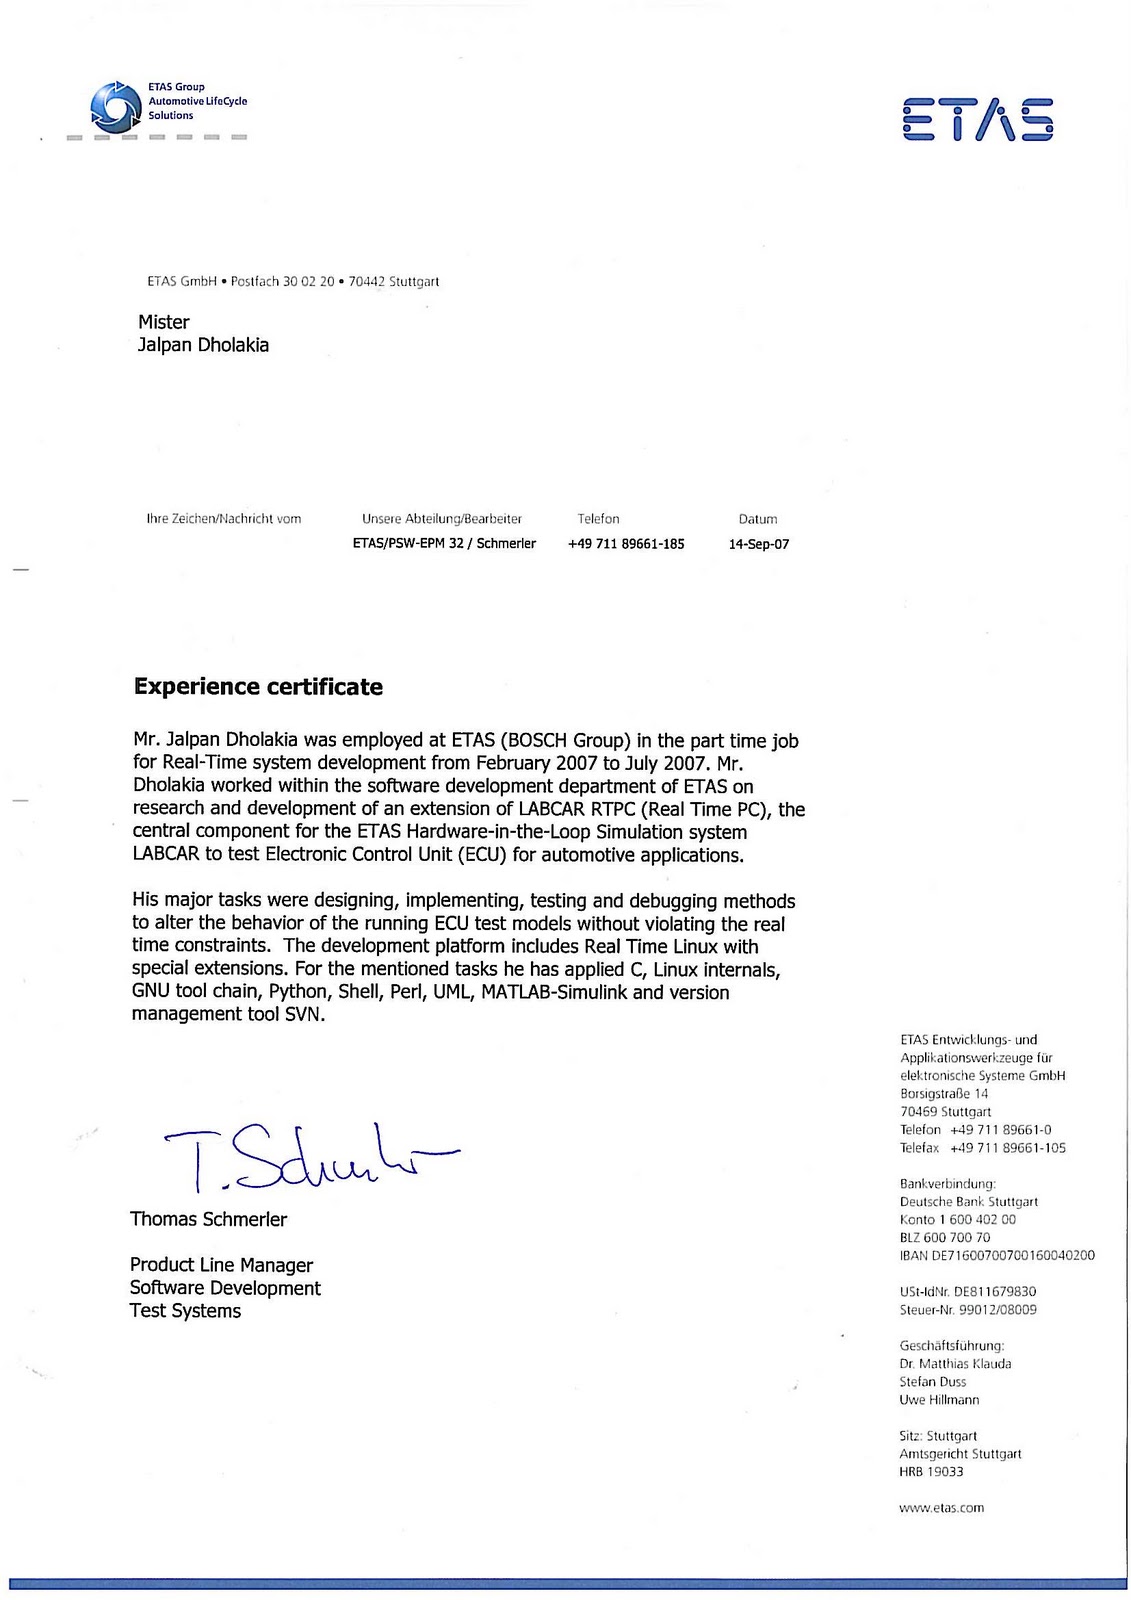 ETAS Group
Automotive LifeCycle
Solutions
ETAS
ETAS GmbH • Postfach 30 02 20 • 70442 Stuttgart
Mister
Jalpan Dholakia
Ihre Zeichen/Nachricht vom Unsere Abteilung/Bearbeiter Telefon Datum
ETAS/PSW-EPM 32 / Schmerler +49 711 89661-185 14-Sep-07
Experience certificate
Mr. Jalpan Dholakia was employed at ETAS (BOSCH Group) in the part time job
for Real-Time system development from February 2007 to July 2007. Mr.
Dholakia worked within the software development department of ETAS on
research and development of an extension of LABCAR RTPC (Real Time PC), the
central component for the ETAS Hardware-in-the-Loop Simulation system
LABCAR to test Electronic Control Unit (ECU) for automotive applications.
His major tasks were designing, implementing, testing and debugging methods
to alter the behavior of the running ECU test models without violating the real
time constraints.  The development platform includes Real Time Linux with
special extensions. For the mentioned tasks he has applied C, Linux internals,
GNU tool chain, Python, Shell, Perl, UML, MATLAB-Simulink and version
management tool SVN.
T. Schmerler
Thomas Schmerler
Product Line Manager
Software Development
Test Systems
ETAS Entwicklungs- und
Applikationswerkzeuge für
elektronische Systeme GmbH
Borsigstraße 14
70469 Stuttgart
Telefon +49 711 89661-0
Telefax +49 711 89661-105
Bankverbindung:
Deutsche Bank Stuttgart
Konto 1 600 402 00
BLZ 600 700 70
IBAN DE71600700700160040200
USt-IdNr. DE811679830
Steuer-Nr. 99012/08009
Geschäftsführung:
Dr. Matthias Klauda
Stefan Duss
Uwe Hillmann
Sitz: Stuttgart
Amtsgericht Stuttgart
HRB 19033
www.etas.com